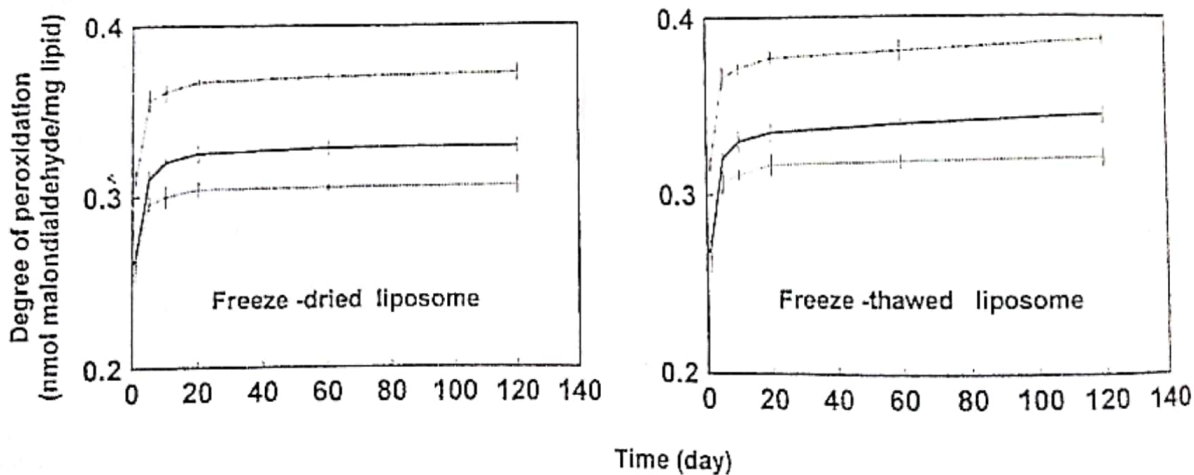 Degree of peroxidation
(nmol malondialdehyde/mg lipid)
0.4
0.3
0.2
0 20 40 60 80 100 120 140
Freeze -dried liposome
0.4
0.3
0.2
0 20 40 60 80 100 120 140
Freeze -thawed liposome
Time (day)